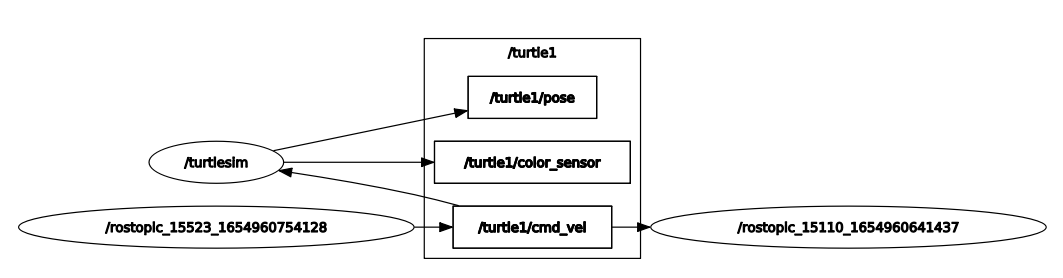 /turtle1
/turtle1/pose
/turtlesim
/turtle1/color_sensor
/rostopic_15523_1654960754128
/turtle1/cmd_vel
/rostopic_15110_1654960641437